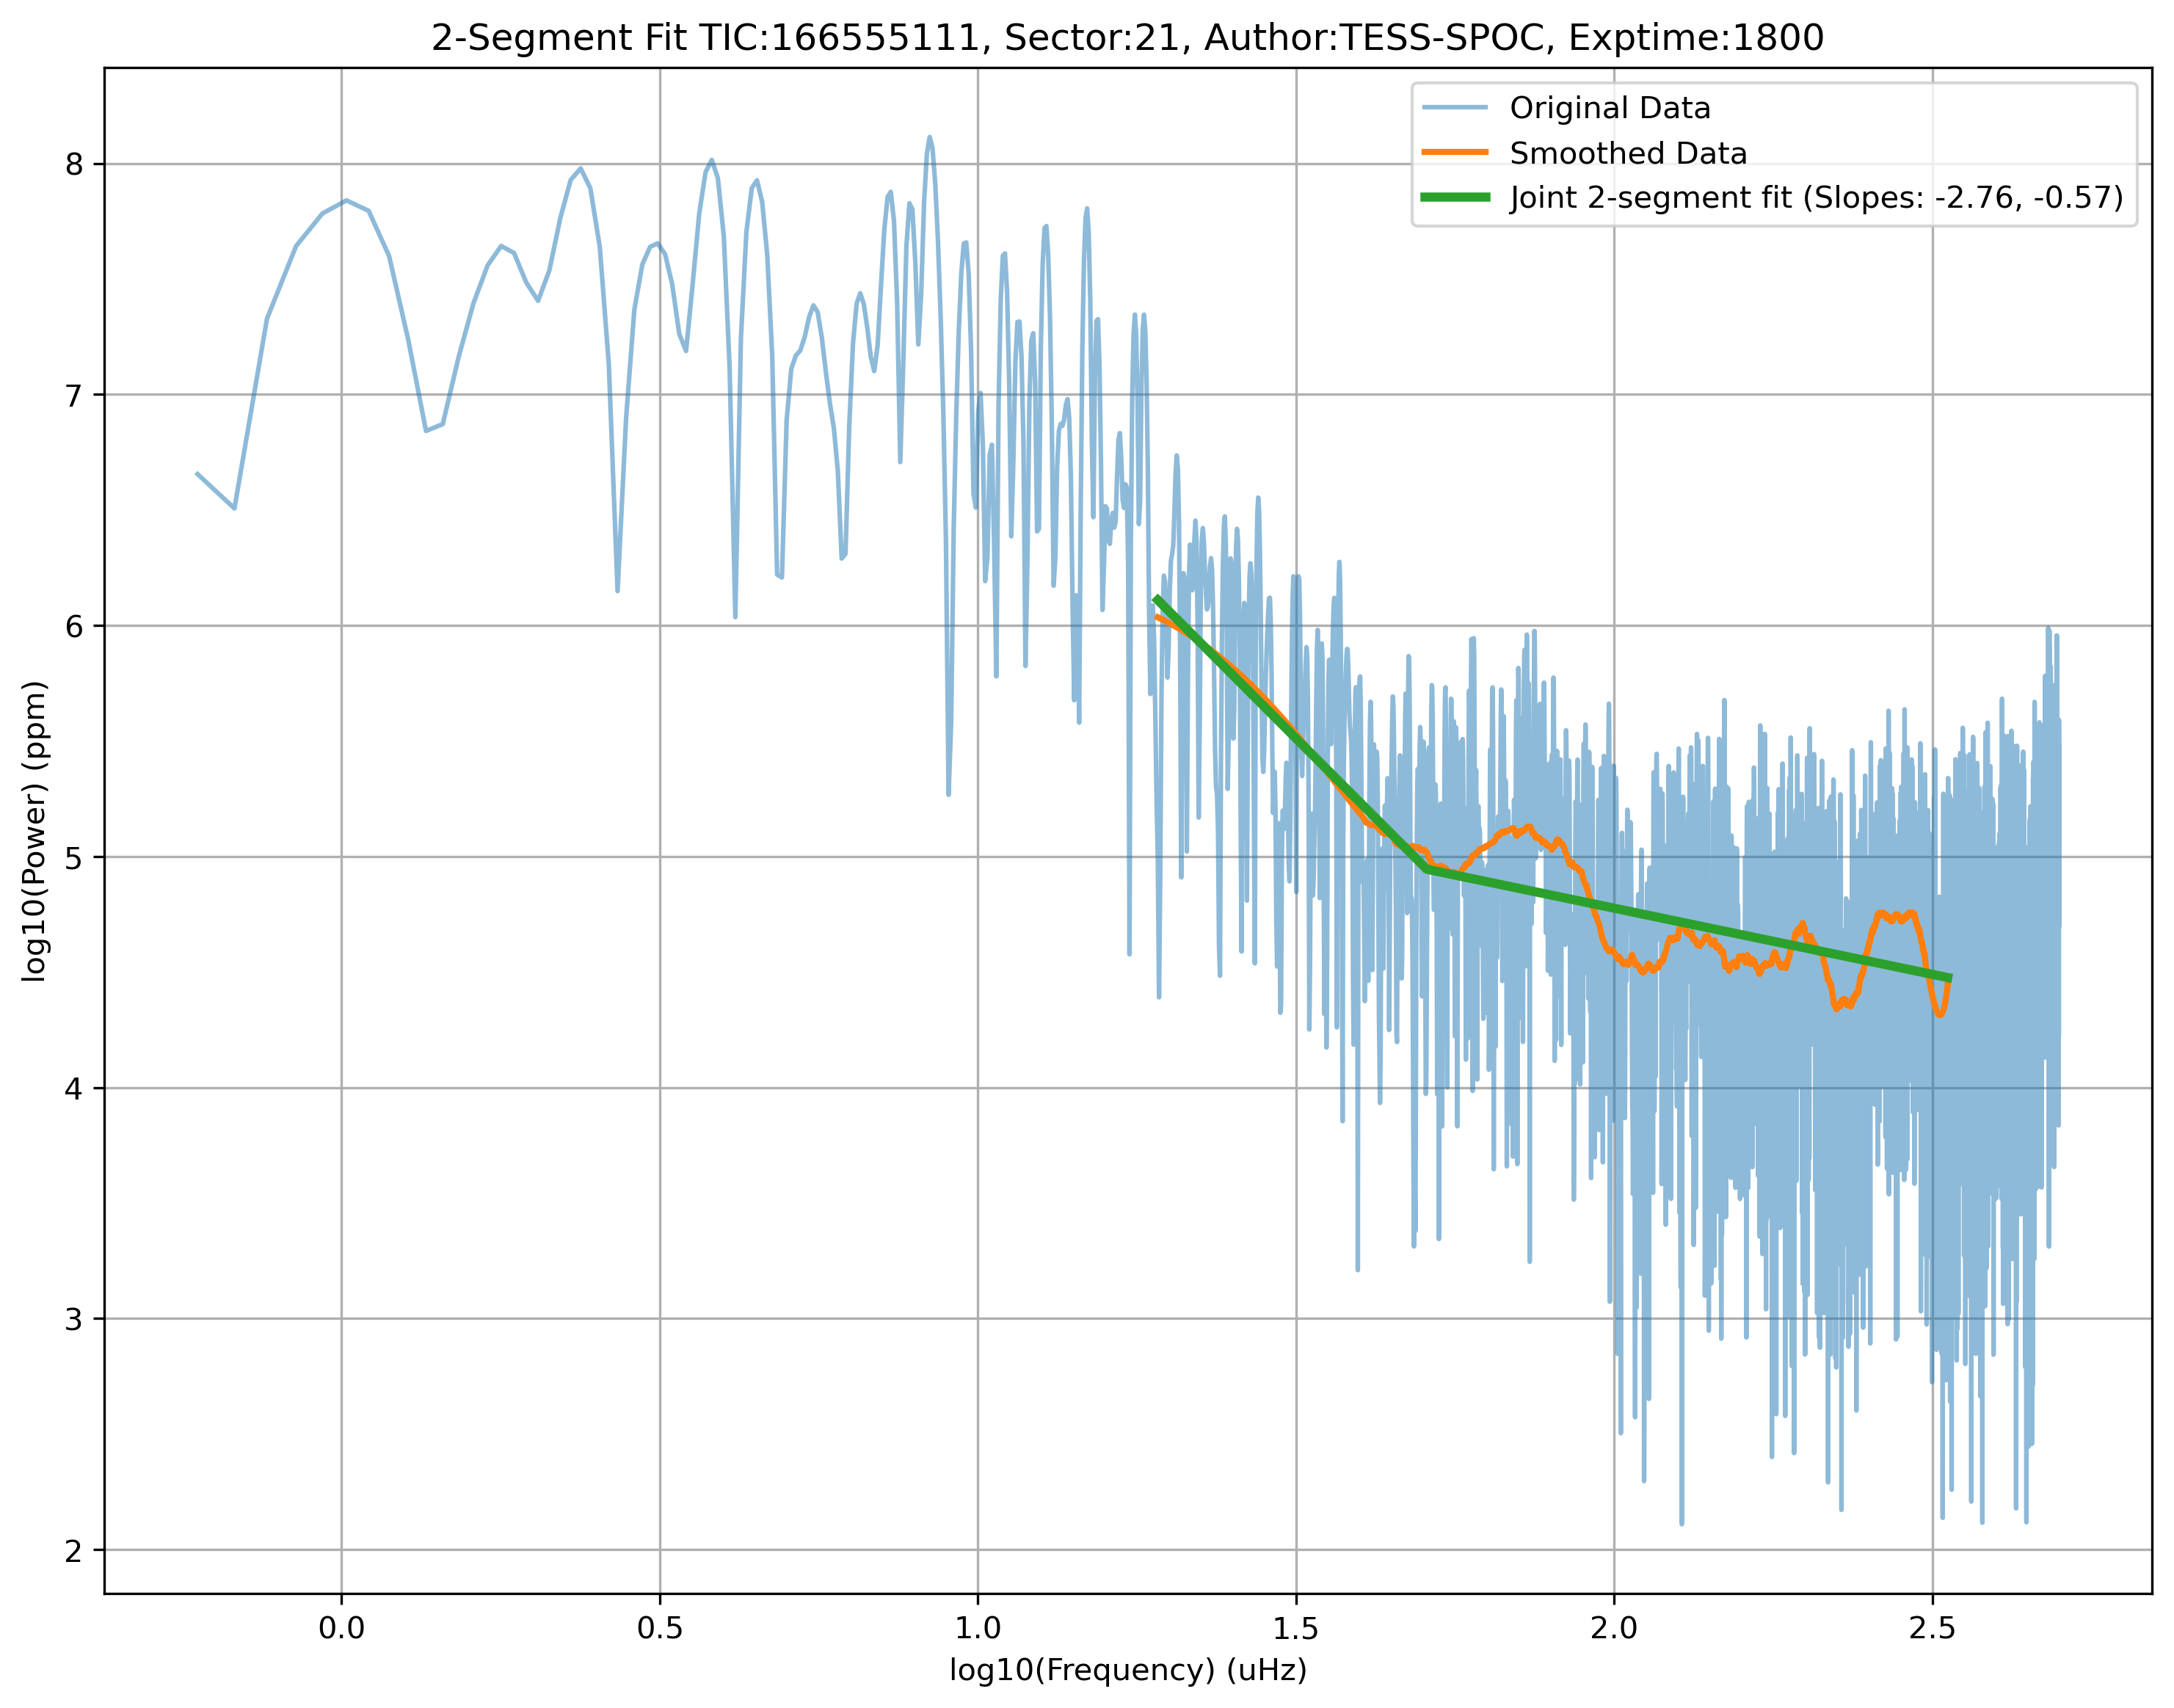 2-Segment Fit TIC:166555111, Sector:21, Author:TESS-SPOC, Exptime:1800
Original Data
Smoothed Data
Joint 2-segment fit (Slopes: -2.76, -0.57)
log10(Power) (ppm)
8
7
6
5
4
3
2
0.0 0.5 1.0 1.5 2.0 2.5
log10(Frequency) (uHz)